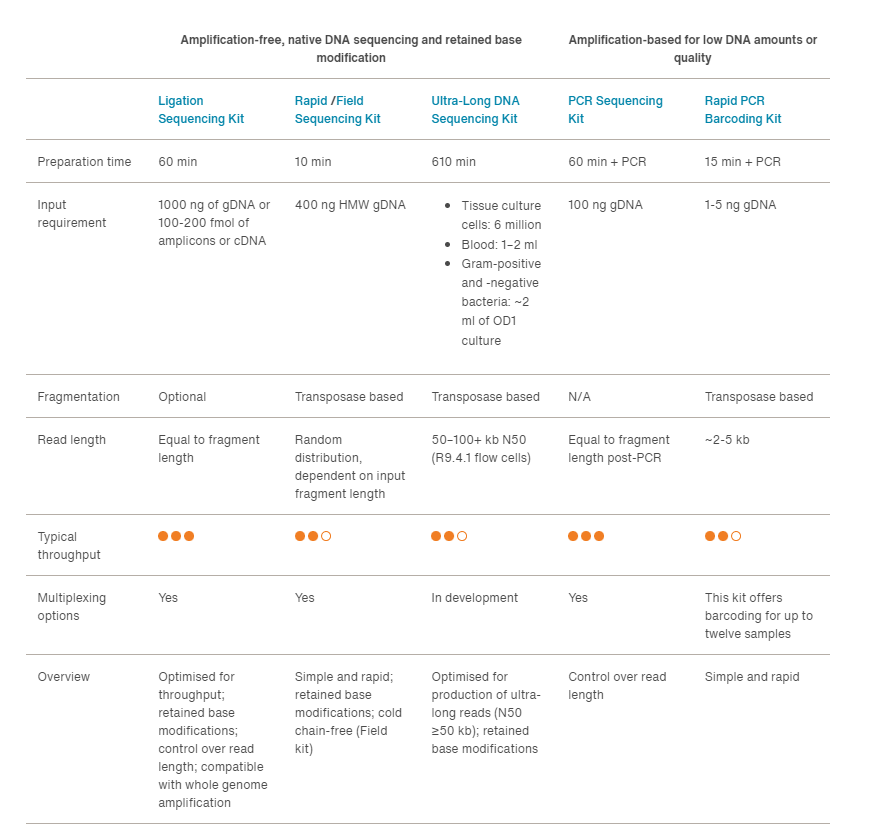 Amplification-free, native DNA sequencing and retained base
modification
Amplification-based for low DNA amounts or
quality
Ligation
Sequencing Kit
Rapid /Field
Sequencing Kit
Ultra-Long DNA
Sequencing Kit
PCR Sequencing
Kit
Rapid PCR
Barcoding Kit
Preparation time
60 min
10 min
610 min
60 min + PCR
15 min + PCR
Input
requirement
1000 ng of gDNA or
100-200 fmol of
amplicons or cDNA
400 ng HMW gDNA
• Tissue culture
cells: 6 million
• Blood: 1–2 ml
• Gram-positive
and -negative
bacteria: ~2
ml of OD1
culture
100 ng gDNA
1-5 ng gDNA
Fragmentation
Optional
Transposase based
Transposase based
N/A
Transposase based
Read length
Equal to fragment
length
Random
distribution,
dependent on input
fragment length
50–100+ kb N50
(R9.4.1 flow cells)
Equal to fragment
length post-PCR
~2-5 kb
Typical
throughput
Multiplexing
options
Yes
Yes
In development
Yes
This kit offers
barcoding for up to
twelve samples
Overview
Optimised for
throughput;
retained base
modifications;
control over read
length; compatible
with whole genome
amplification
Simple and rapid;
retained base
modifications; cold
chain-free (Field
kit)
Optimised for
production of ultra-
long reads (N50
≥50 kb); retained
base modifications
Control over read
length
Simple and rapid